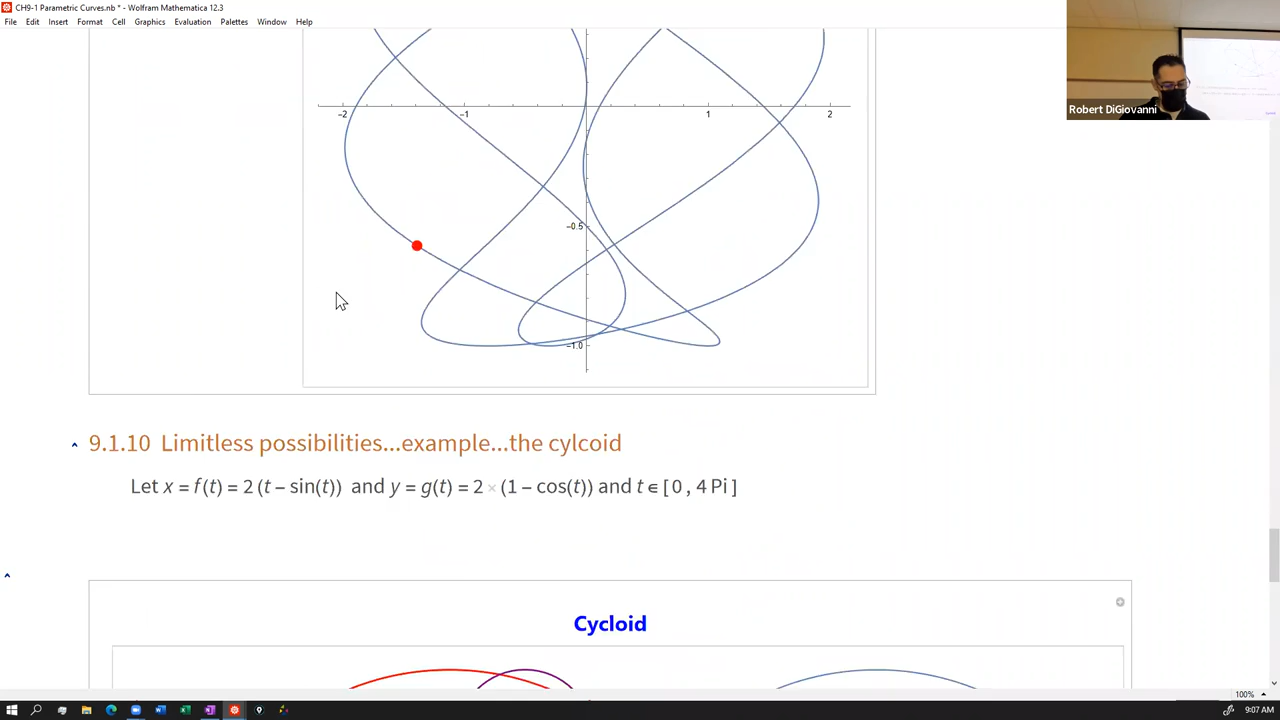 CH9-1 Parametric Curves.nb * - Wolfram Mathematica 12.3
File Edit Insert Format Cell Graphics Evaluation Palettes Window Help
Robert DiGiovanni
-2 -1 1 2
-0.5
-1.0
9.1.10 Limitless possibilities...example...the cylcoid
Let x = f(t) = 2 (t – sin(t)) and y = g(t) = 2 × (1 – cos(t)) and t ∈ [ 0 , 4 Pi ]
Cycloid
100%
9:07 AM